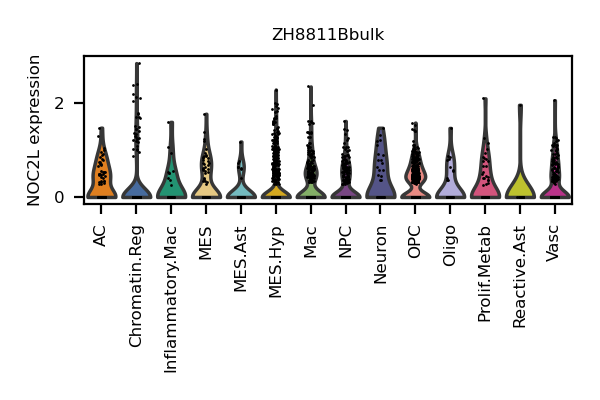 ZH8811Bbulk
NOC2L expression
2
0
AC
Chromatin.Reg
Inflammatory.Mac
MES
MES.Ast
MES.Hyp
Mac
NPC
Neuron
OPC
Oligo
Prolif.Metab
Reactive.Ast
Vasc